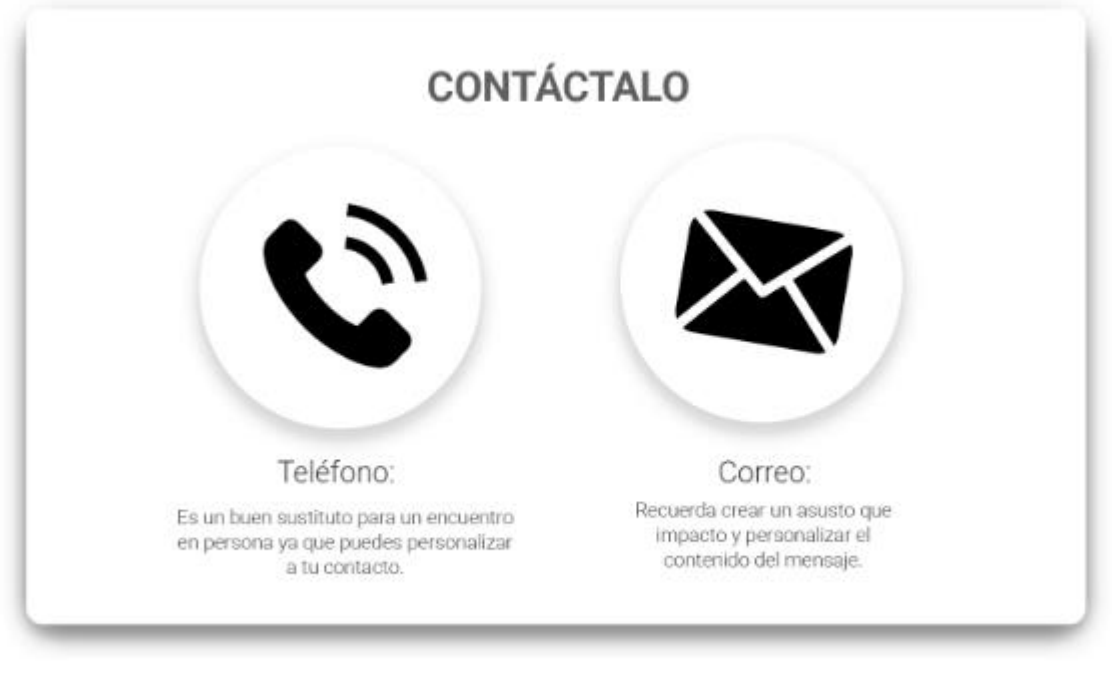 CONTÁCTALO
Teléfono:
Es un buen sustituto para un encuentro
en persona ya que puedes personalizar
a tu contacto.
Correo:
Recuerda crear un asusto que
impacto y personalizar el
contenido del mensaje.